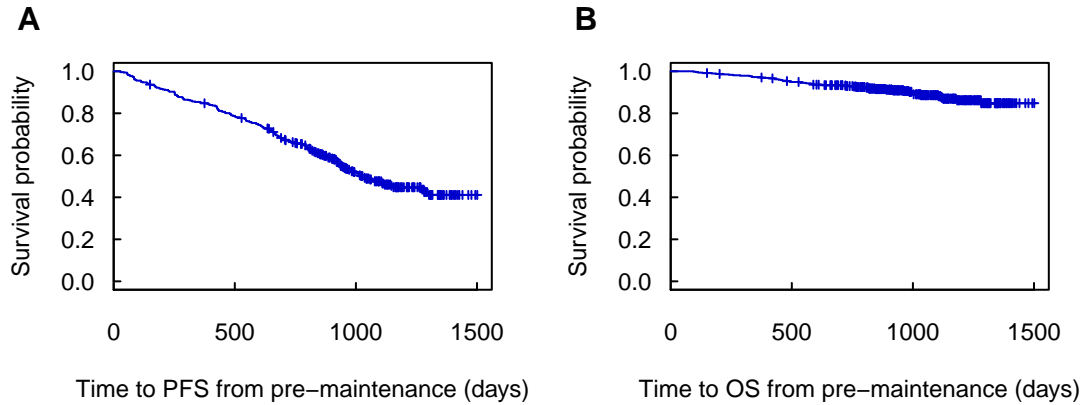 A
Survival probability
1.0
0.8
0.6
0.4
0.2
0.0
0 500 1000 1500
Time to PFS from pre−maintenance (days)
B
Survival probability
1.0
0.8
0.6
0.4
0.2
0.0
0 500 1000 1500
Time to OS from pre−maintenance (days)